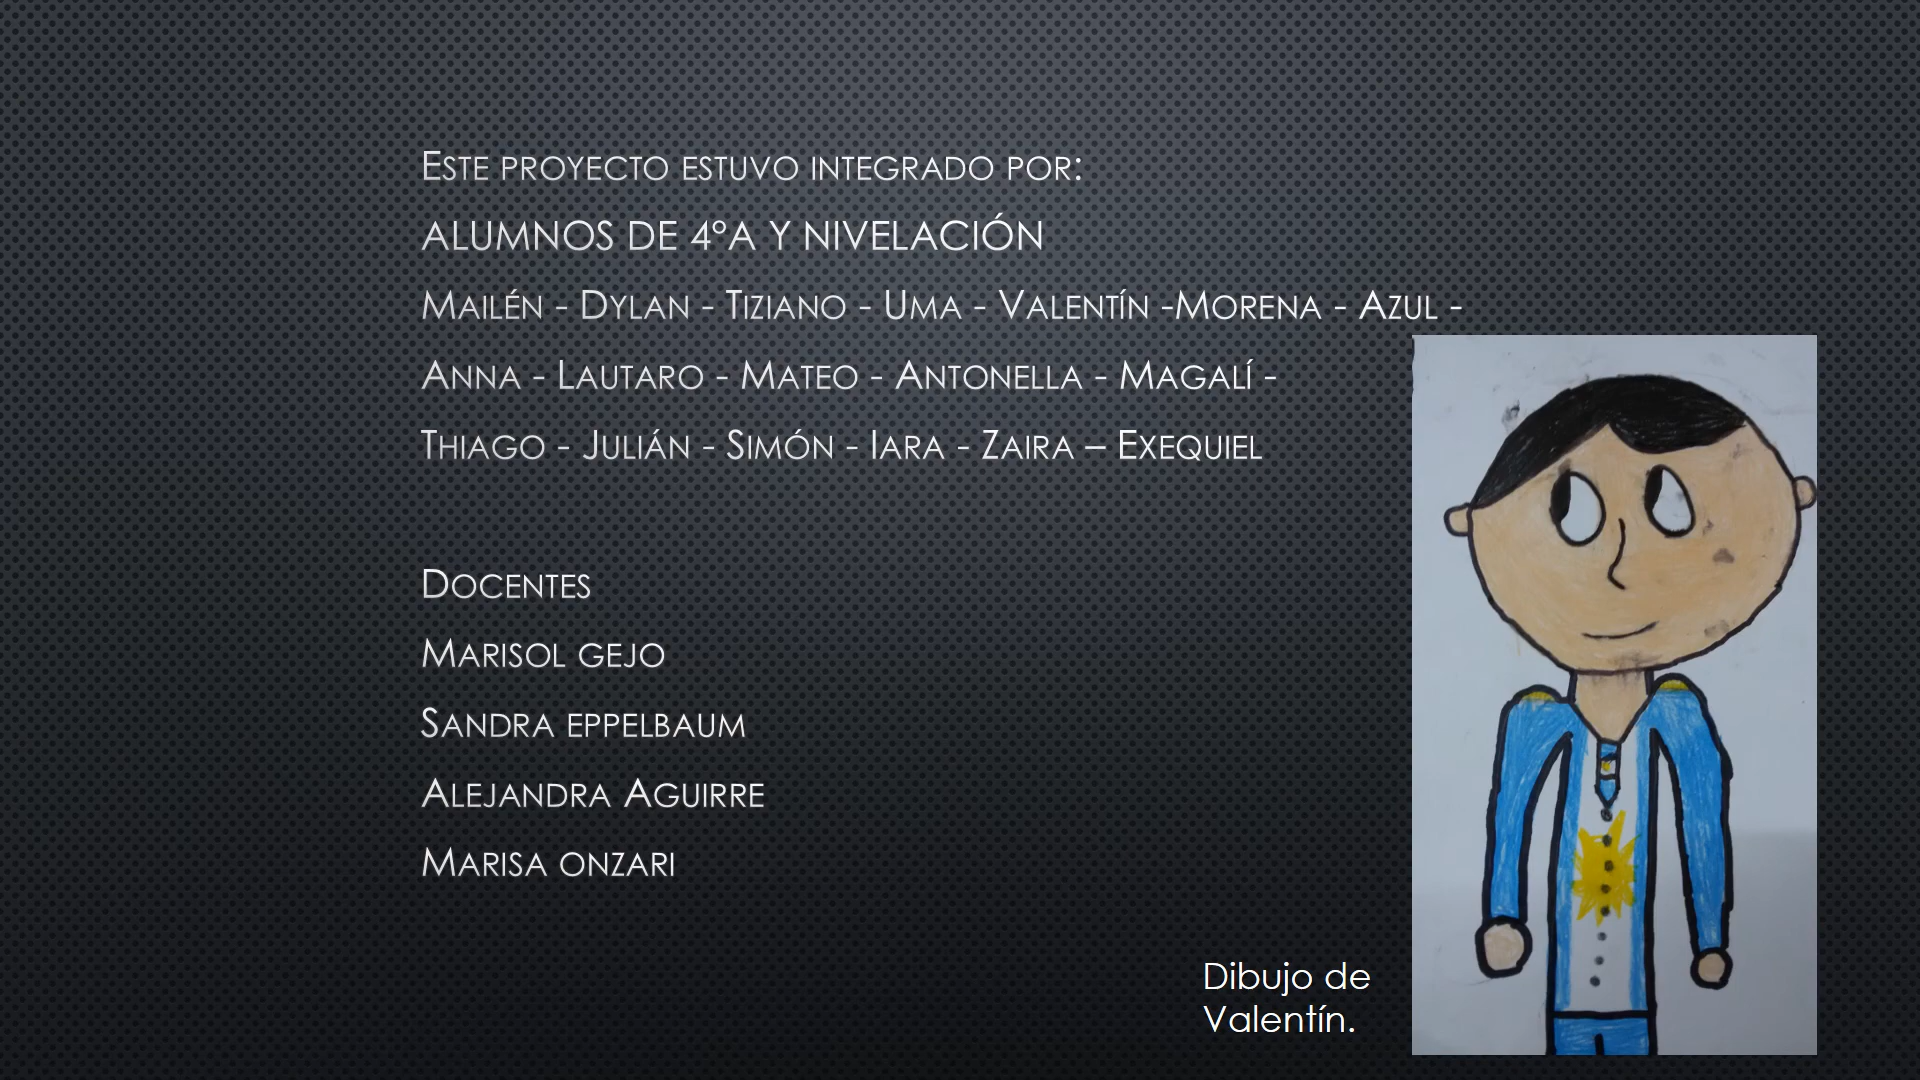 Este proyecto estuvo integrado por:
ALUMNOS DE 4°A Y NIVELACIÓN
Mailén - Dylan - Tiziano - Uma - Valentín -Morena - Azul -
Anna - Lautaro - Mateo - Antonella - Magalí -
Thiago - Julián - Simón - Iara - Zaira – Exequiel
Docentes
Marisol gejo
Sandra eppelbaum
Alejandra Aguirre
Marisa onzari
Dibujo de
Valentín.